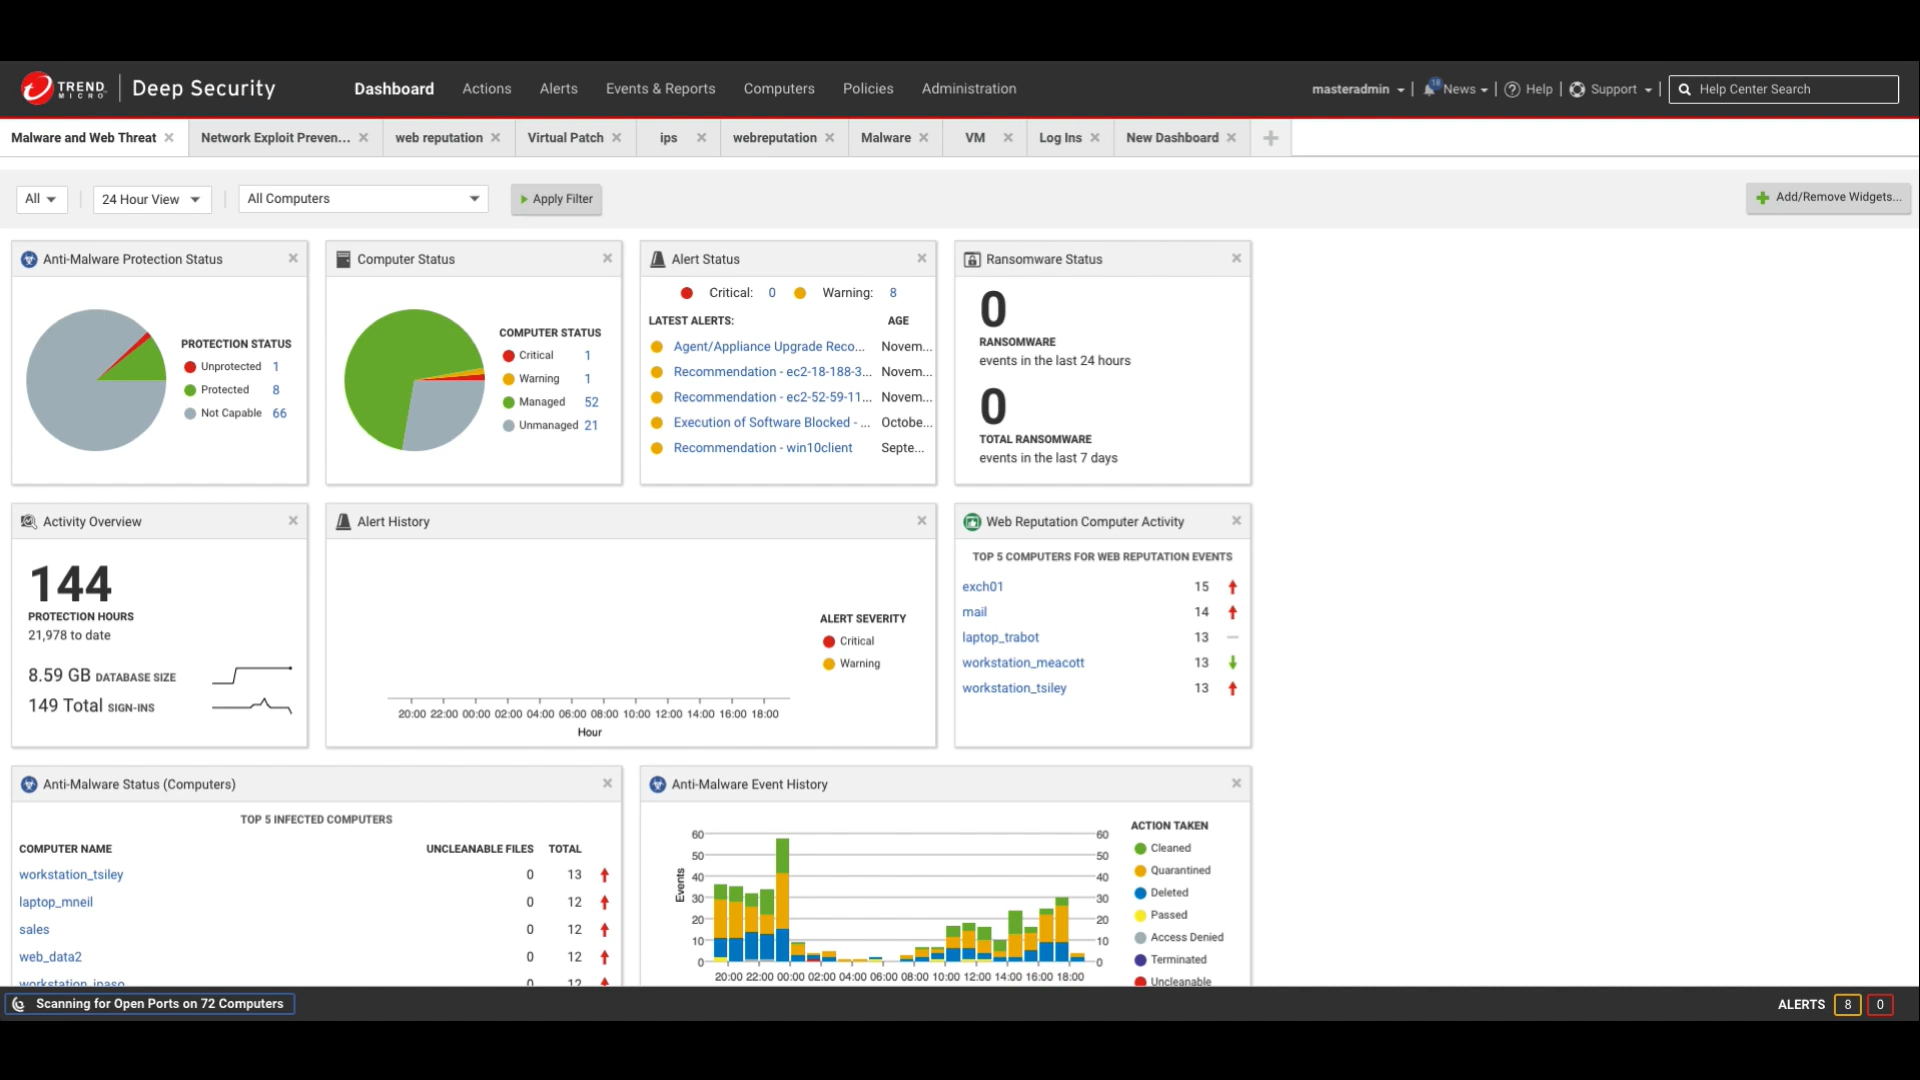 TREND MICRO Deep Security Dashboard Actions Alerts Events & Reports Computers Policies Administration masteradmin 18 News Help Support Help Center Search
Malware and Web Threat Network Exploit Preven... web reputation Virtual Patch ips webreputation Malware VM Log Ins New Dashboard
All 24 Hour View All Computers Apply Filter Add/Remove Widgets...
Anti-Malware Protection Status
PROTECTION STATUS
Unprotected 1
Protected 8
Not Capable 66
Computer Status
COMPUTER STATUS
Critical 1
Warning 1
Managed 52
Unmanaged 21
Alert Status
Critical: 0 Warning: 8
LATEST ALERTS: AGE
Agent/Appliance Upgrade Reco... Novem...
Recommendation - ec2-18-188-3... Novem...
Recommendation - ec2-52-59-11... Novem...
Execution of Software Blocked - ... Octobe...
Recommendation - win10client Septe...
Ransomware Status
0
RANSOMWARE
events in the last 24 hours
0
TOTAL RANSOMWARE
events in the last 7 days
Activity Overview
144
PROTECTION HOURS
21,978 to date
8.59 GB DATABASE SIZE
149 Total SIGN-INS
Alert History
ALERT SEVERITY
Critical
Warning
20:00 22:00 00:00 02:00 04:00 06:00 08:00 10:00 12:00 14:00 16:00 18:00
Hour
Web Reputation Computer Activity
TOP 5 COMPUTERS FOR WEB REPUTATION EVENTS
exch01 15
mail 14
laptop_trabot 13
workstation_meacott 13
workstation_tsiley 13
Anti-Malware Status (Computers)
TOP 5 INFECTED COMPUTERS
COMPUTER NAME UNCLEANABLE FILES TOTAL
workstation_tsiley 0 13
laptop_mneil 0 12
sales 0 12
web_data2 0 12
workstation_jpaso 0 12
Anti-Malware Event History
60 60
50 50
40 40
30 30
20 20
10 10
0 0
Events
20:00 22:00 00:00 02:00 04:00 06:00 08:00 10:00 12:00 14:00 16:00 18:00
ACTION TAKEN
Cleaned
Quarantined
Deleted
Passed
Access Denied
Terminated
Uncleanable
Scanning for Open Ports on 72 Computers ALERTS 8 0